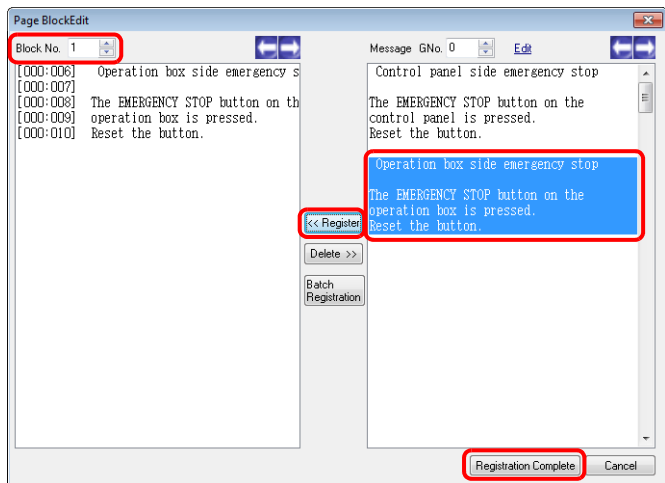 Page BlockEdit
Block No. 1
Message GNo. 0 Edit
[000:006] Operation box side emergency s
[000:007]
[000:008] The EMERGENCY STOP button on th
[000:009] operation box is pressed.
[000:010] Reset the button.
<< Register
Delete >>
Batch
Registration
Control panel side emergency stop
The EMERGENCY STOP button on the
control panel is pressed.
Reset the button.
Operation box side emergency stop
The EMERGENCY STOP button on the
operation box is pressed.
Reset the button.
Registration Complete
Cancel